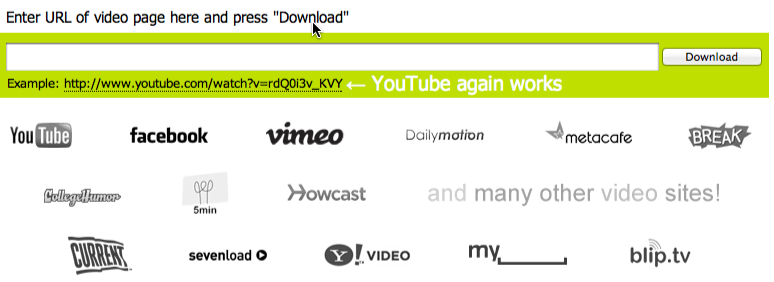 Enter URL of video page here and press "Download"
Download
Example: http://www.youtube.com/watch?v=rdQ0i3v_KVY ← YouTube again works
YouTube facebook vimeo Dailymotion metacafe BREAK
CollegeHumor 5min Howcast and many other video sites!
CURRENT sevenload Y! VIDEO my_____ blip.tv